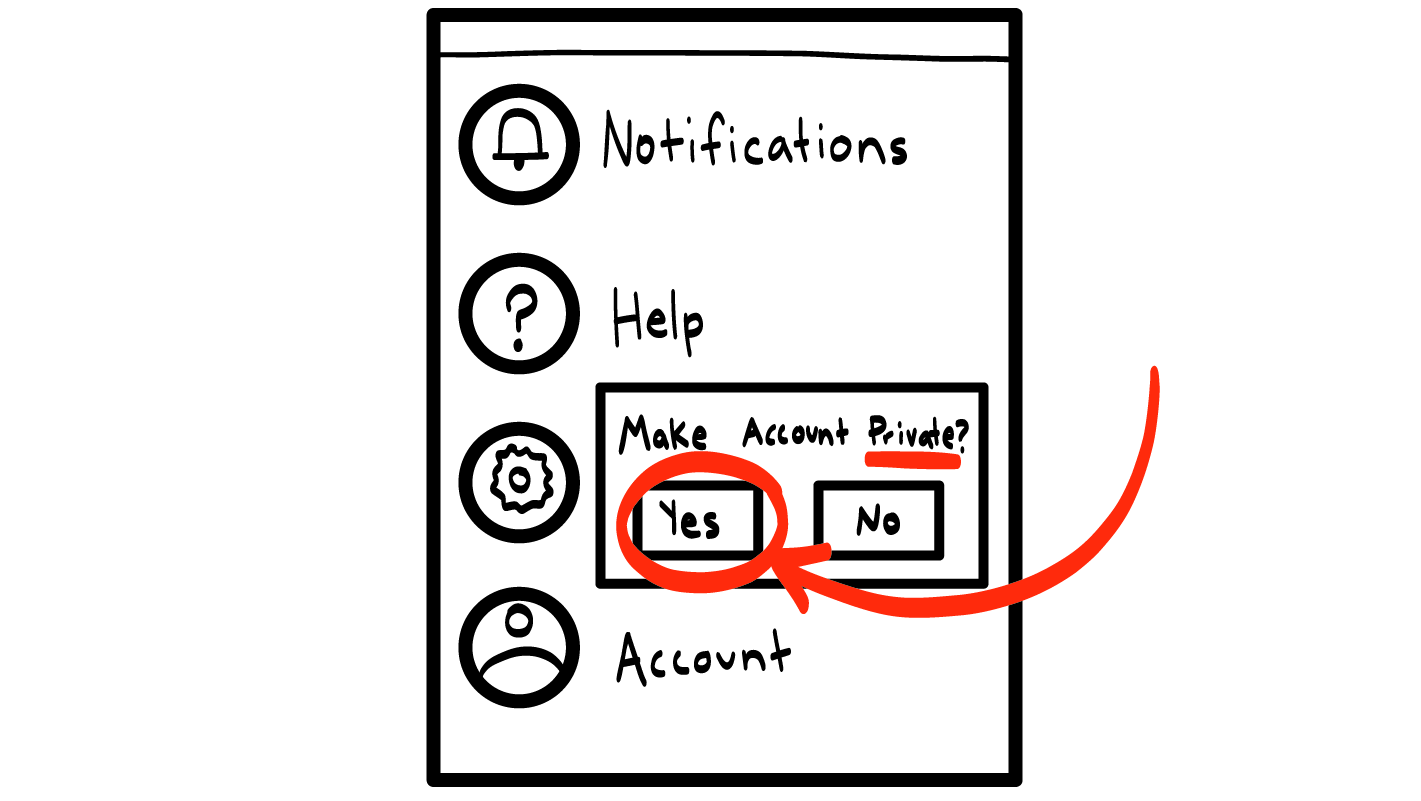 Notifications
?
Help
Make Account Private?
Yes No
Account